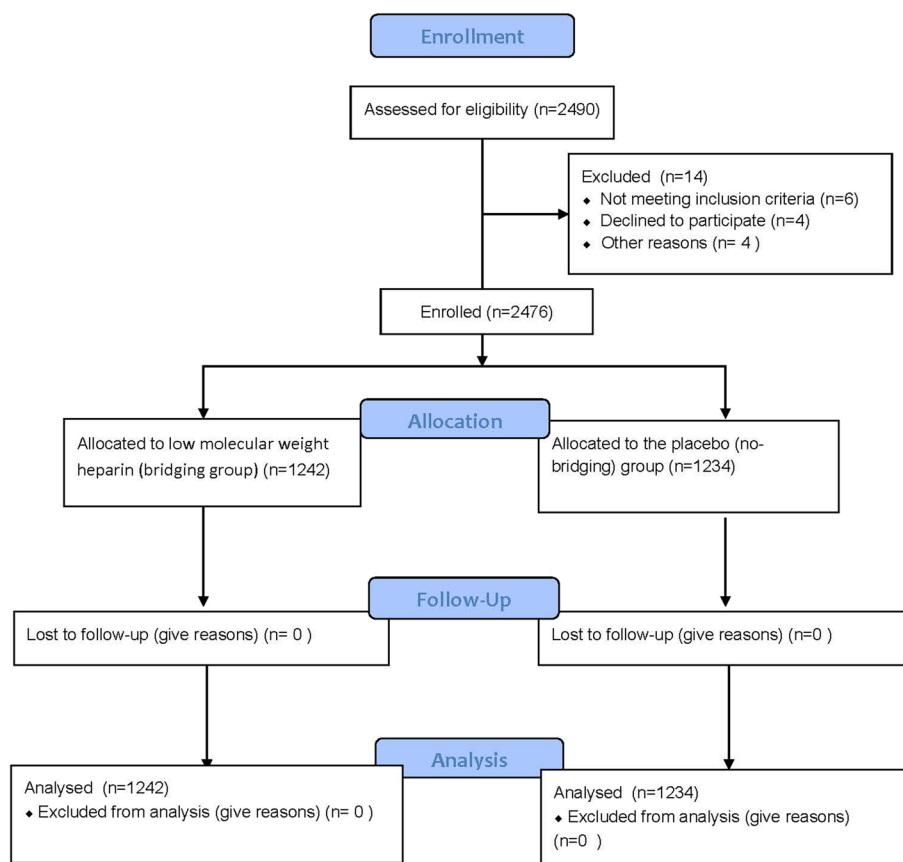 Enrollment
Assessed for eligibility (n=2490)
Excluded (n=14)
♦ Not meeting inclusion criteria (n=6)
♦ Declined to participate (n=4)
♦ Other reasons (n= 4 )
Enrolled (n=2476)
Allocation
Allocated to low molecular weight
heparin (bridging group) (n=1242)
Allocated to the placebo (no-
bridging) group (n=1234)
Follow-Up
Lost to follow-up (give reasons) (n= 0 )
Lost to follow-up (give reasons) (n=0 )
Analysis
Analysed (n=1242)
♦ Excluded from analysis (give reasons) (n= 0 )
Analysed (n=1234)
♦ Excluded from analysis (give reasons)
(n=0 )